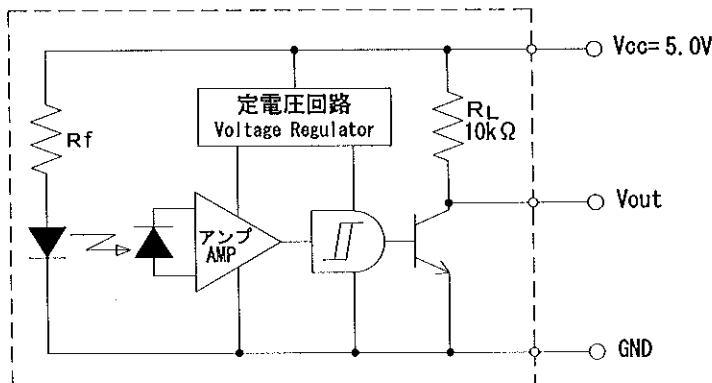 Vcc= 5.0V
定電圧回路
Voltage Regulator
RL
10kΩ
Rf
Vout
アンプ
AMP
GND